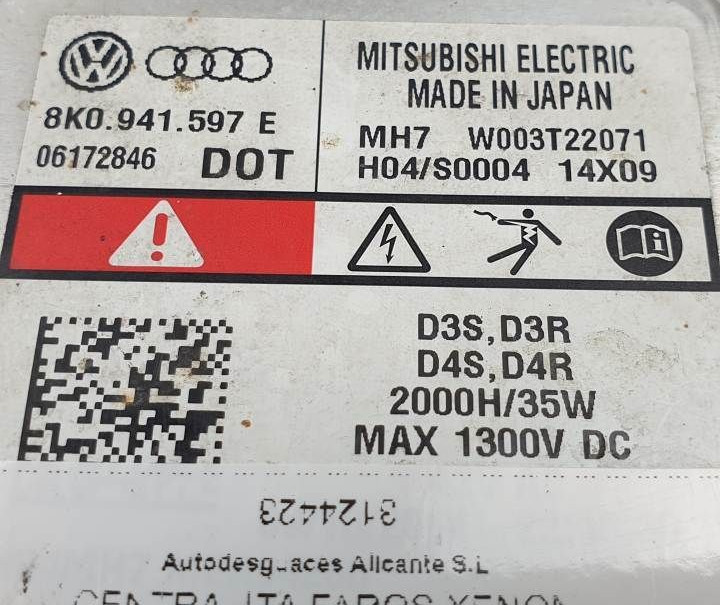 8K0.941.597 E
06172846 DOT
MITSUBISHI ELECTRIC
MADE IN JAPAN
MH7 W003T22071
H04/S0004 14X09
D3S, D3R
D4S, D4R
2000H/35W
MAX 1300V DC
3124423
Autodesguaces Alicante S.L